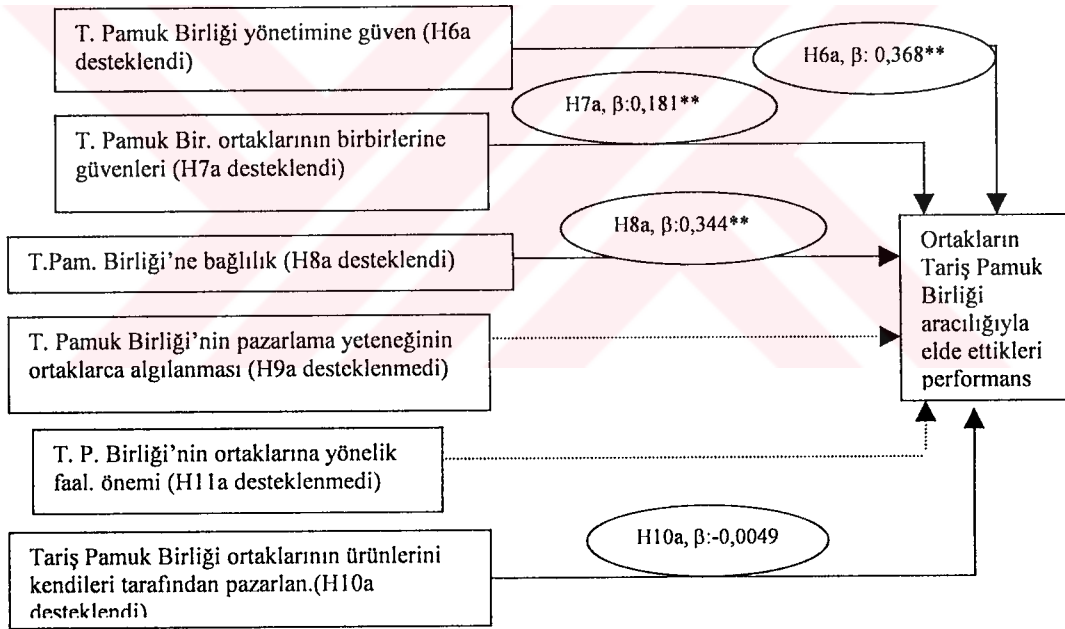 T. Pamuk Birliği yönetimine güven (H6a
desteklendi)
H6a, β: 0,368**
H7a, β:0,181**
T. Pamuk Bir. ortaklarının birbirlerine
güvenleri (H7a desteklendi)
H8a, β:0,344**
T.Pam. Birliği’ne bağlılık (H8a desteklendi)
Ortakların
Tariş Pamuk
Birliği
aracılığıyla
elde ettikleri
performans
T. Pamuk Birliği’nin pazarlama yeteneğinin
ortaklarca algılanması (H9a desteklenmedi)
T. P. Birliği’nin ortaklarına yönelik
faal. önemi (H11a desteklenmedi)
H10a, β:-0,0049
Tariş Pamuk Birliği ortaklarının ürünlerini
kendileri tarafından pazarlan.(H10a
desteklendi)